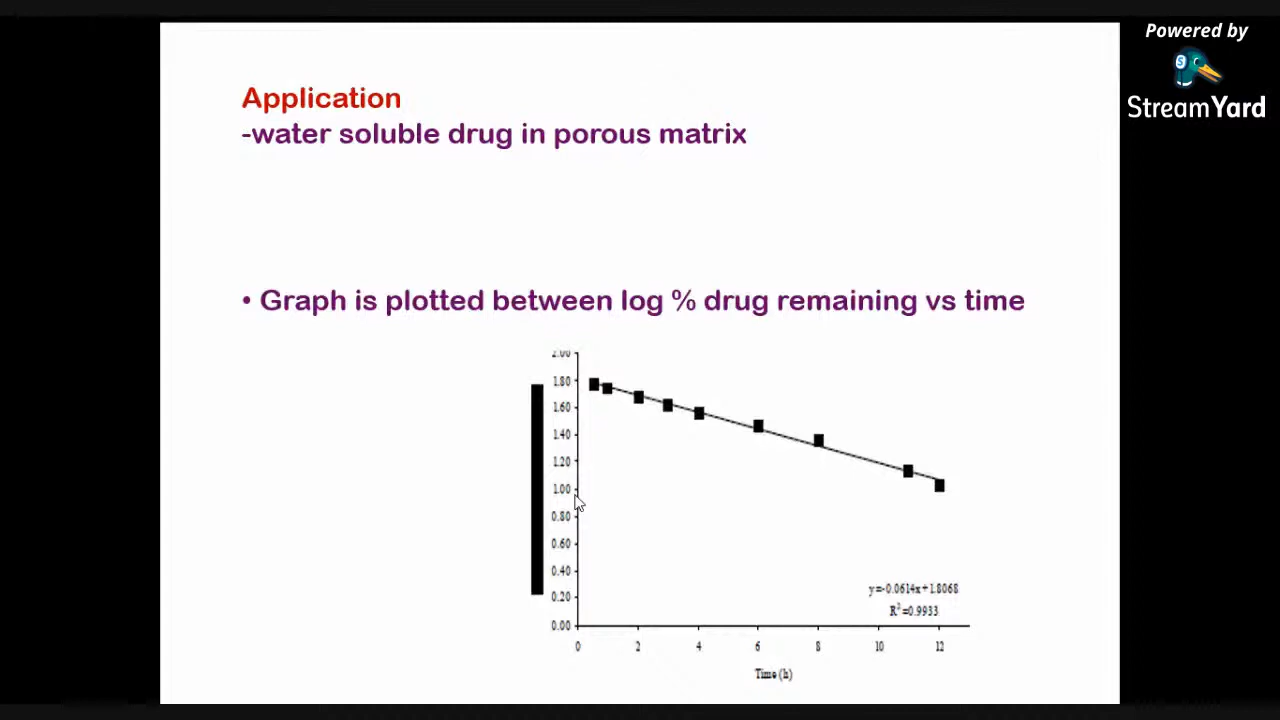 Powered by
StreamYard
Application
-water soluble drug in porous matrix
• Graph is plotted between log % drug remaining vs time
2.00
1.80
1.60
1.40
1.20
1.00
0.80
0.60
0.40
0.20
0.00
y=-0.0614x+1.8068
R²=0.9933
0 2 4 6 8 10 12
Time (h)